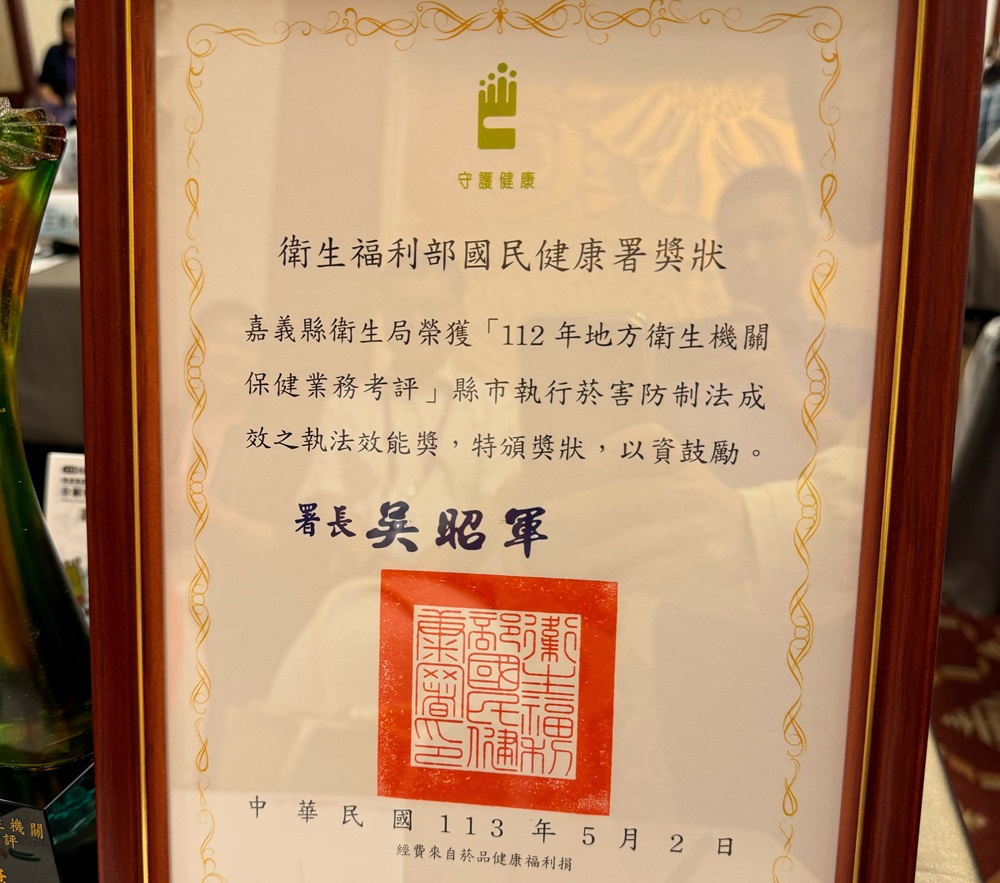 守護健康
衛生福利部國民健康署獎狀
嘉義縣衛生局榮獲「112年地方衛生機關
保健業務考評」縣市執行菸害防制法成
效之執法效能獎，特頒獎狀，以資鼓勵。
署長 吳昭軍
衛生福利
部國民健
康署印
中華民國113年5月2日
經費來自菸品健康福利捐
機關
評